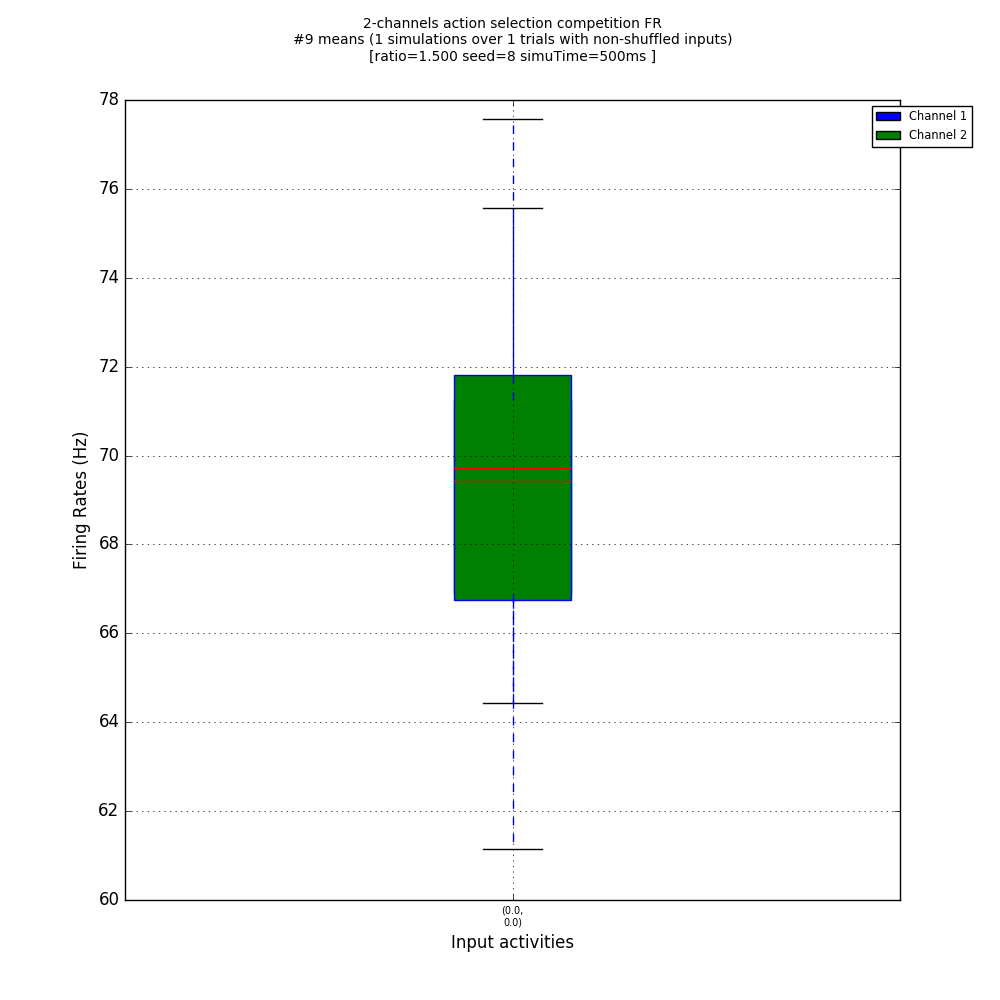 2-channels action selection competition FR
#9 means (1 simulations over 1 trials with non-shuffled inputs)
[ratio=1.500 seed=8 simuTime=500ms ]
Channel 1
Channel 2
78
76
74
72
70
68
66
64
62
60
Firing Rates (Hz)
(0.0,
0.0)
Input activities